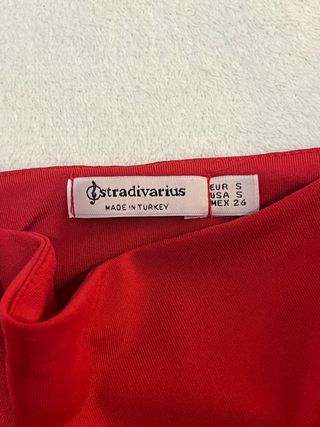 stradivarius
MADE IN TURKEY
EUR S
USA S
MEX 26